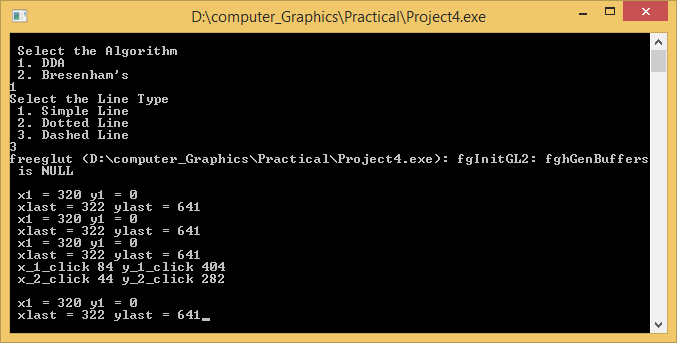 D:\computer_Graphics\Practical\Project4.exe
Select the Algorithm
1. DDA
2. Bresenham's
1
Select the Line Type
1. Simple Line
2. Dotted Line
3. Dashed Line
3
freeglut (D:\computer_Graphics\Practical\Project4.exe): fgInitGL2: fghGenBuffers
is NULL
x1 = 320 y1 = 0
xlast = 322 ylast = 641
x1 = 320 y1 = 0
xlast = 322 ylast = 641
x1 = 320 y1 = 0
xlast = 322 ylast = 641
x_1_click 84 y_1_click 404
x_2_click 44 y_2_click 282
x1 = 320 y1 = 0
xlast = 322 ylast = 641